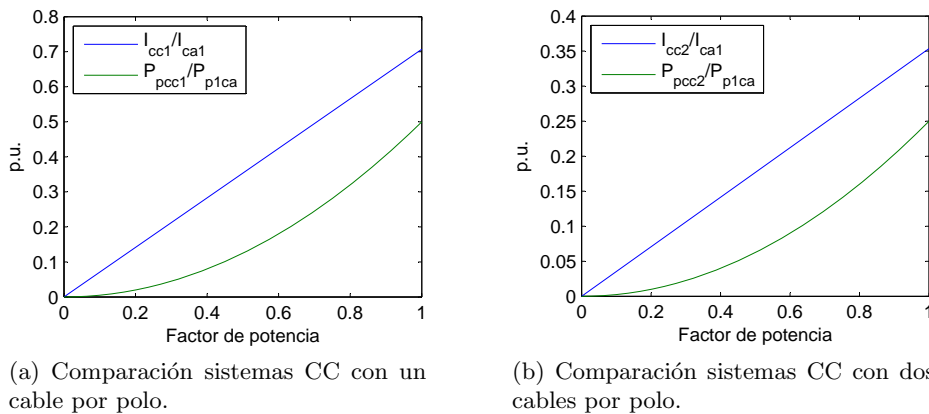 0.8
0.7
0.6
0.5
0.4
0.3
0.2
0.1
0
p.u.
I_cc1/I_ca1
P_pcc1/P_p1ca
0 0.2 0.4 0.6 0.8 1
Factor de potencia
(a) Comparación sistemas CC con un
cable por polo.
0.4
0.35
0.3
0.25
0.2
0.15
0.1
0.05
0
p.u.
I_cc2/I_ca1
P_pcc2/P_p1ca
0 0.2 0.4 0.6 0.8 1
Factor de potencia
(b) Comparación sistemas CC con dos
cables por polo.